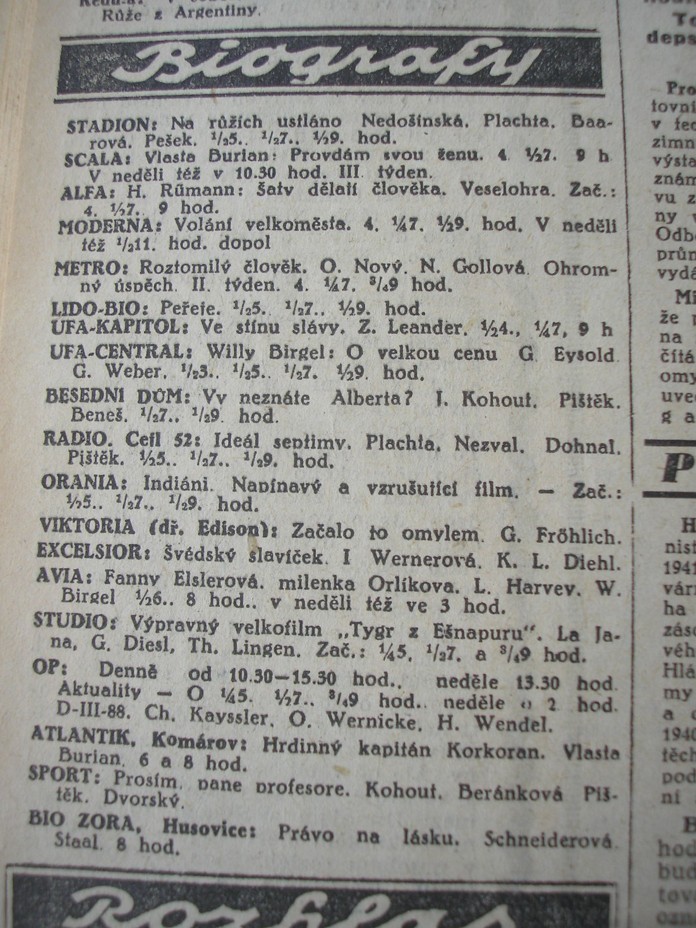 Růže z Argentiny.
Biografy
STADION: Na růžích ustláno Nedošinská. Plachta, Baa-
rová. Pešek. ½5.. ½7.. ½9. hod.
SCALA: Vlasta Burian: Provdám svou ženu. 4 ½7. 9 h
V neděli též v 10.30 hod. III. týden.
ALFA: H. Rümann: Šaty dělají člověka. Veselohra. Zač.:
4. ½7. 9 hod.
MODERNA: Volání velkoměsta. 4. ¼7. ½9. hod. V neděli
též ½11. hod. dopol
METRO: Roztomilý člověk. O. Nový. N. Gollová. Ohrom-
ný úspěch. II. týden. 4. ¼7. ¾9 hod.
LIDO-BIO: Peřeje. ½5. ½7.. ½9. hod.
UFA-KAPITOL: Ve stínu slávy. Z. Leander. ½4., ¼7, 9 h
UFA-CENTRAL: Willy Birgel: O velkou cenu G. Eysold.
G. Weber. ½3.. ½5.. ½7. ½9. hod.
BESEDNÍ DŮM: Vy neznáte Alberta? J. Kohout. Pištěk.
Beneš. ½7.. ½9. hod.
RADIO. Cejl 52: Ideál septimy. Plachta, Nezval. Dohnal.
Pištěk. ½5.. ½7.. ½9. hod.
ORANIA: Indiáni. Napínavý a vzrušující film. — Zač.:
½5.. ½7.. ½9. hod.
VIKTORIA (dř. Edison): Začalo to omylem. G. Fröhlich.
EXCELSIOR: Švédský slavíček. I Wernerová. K. L. Diehl.
AVIA: Fanny Elslerová. milenka Orlíkova. L. Harvey. W.
Birgel ½6.. 8 hod.. v neděli též ve 3 hod.
STUDIO: Výpravný velkofilm „Tygr z Ešnapuru". La Ja-
na, G. Diesl, Th. Lingen. Zač.: ¼5, ½7. a ¾9 hod.
OP: Denně od 10.30—15.30 hod., neděle 13.30 hod.
Aktuality — O ¼5. ½7.. ¾9 hod.. neděle o 2 hod.
D-III-88. Ch. Kayssler, O. Wernicke, H. Wendel.
ATLANTIK, Komárov: Hrdinný kapitán Korkoran. Vlasta
Burian. 6 a 8 hod.
SPORT: Prosím, pane profesore. Kohout. Beránková Piš-
těk. Dvorský.
BIO ZORA, Husovice: Právo na lásku. Schneiderová
Staal. 8 hod.
Rozhlas